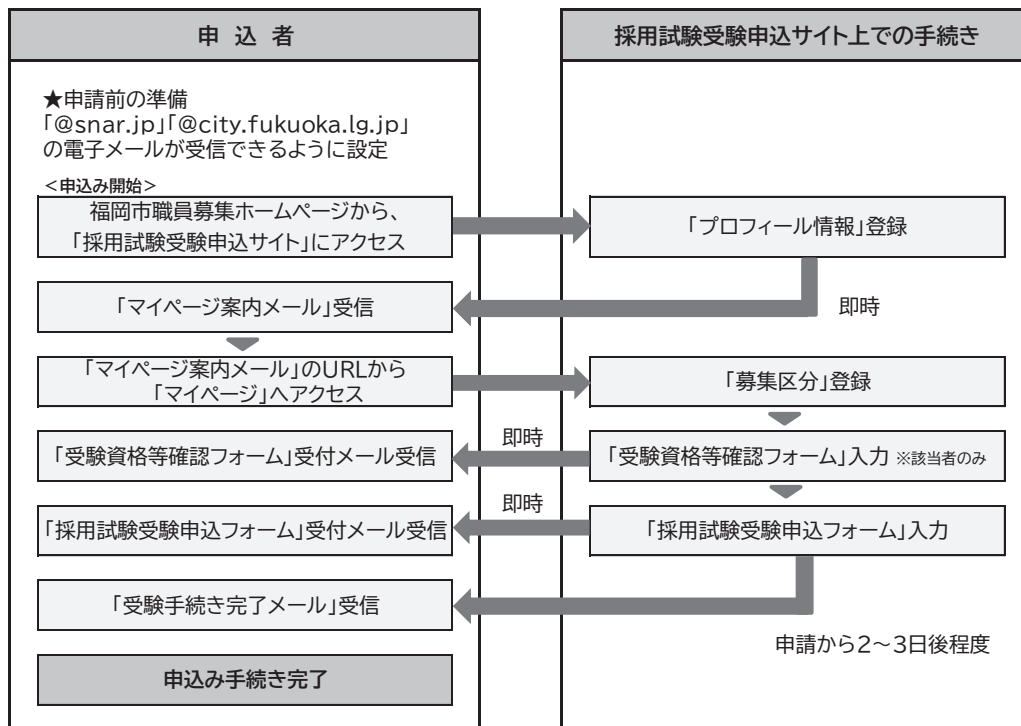 申 込 者
採用試験受験申込サイト上での手続き
★申請前の準備
「@snar.jp」「@city.fukuoka.lg.jp」
の電子メールが受信できるように設定
<申込み開始>
福岡市職員募集ホームページから、
「採用試験受験申込サイト」にアクセス
「プロフィール情報」登録
「マイページ案内メール」受信
即時
「マイページ案内メール」のURLから
「マイページ」へアクセス
「募集区分」登録
即時
「受験資格等確認フォーム」受付メール受信
「受験資格等確認フォーム」入力 ※該当者のみ
即時
「採用試験受験申込フォーム」受付メール受信
「採用試験受験申込フォーム」入力
「受験手続き完了メール」受信
申請から2～3日後程度
申込み手続き完了